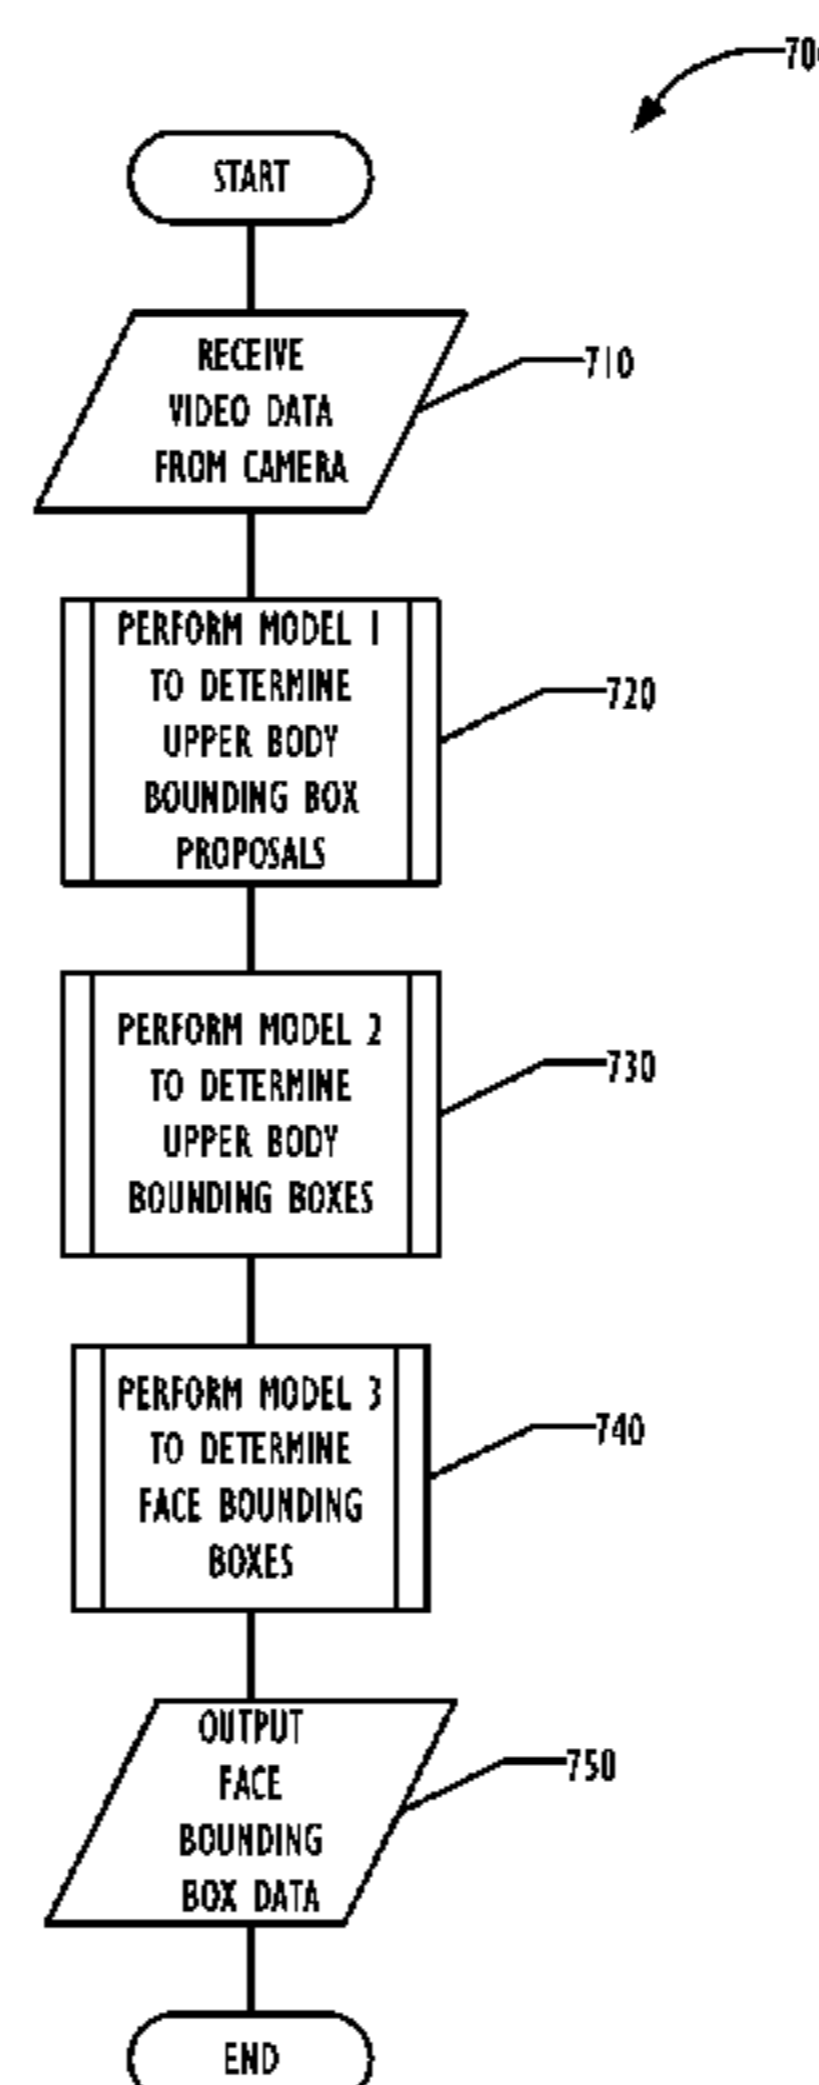 START
RECEIVE
VIDEO DATA
FROM CAMERA
710
PERFORM MODEL 1
TO DETERMINE
UPPER BODY
BOUNDING BOX
PROPOSALS
720
PERFORM MODEL 2
TO DETERMINE
UPPER BODY
BOUNDING BOXES
730
PERFORM MODEL 3
TO DETERMINE
FACE BOUNDING
BOXES
740
OUTPUT
FACE
BOUNDING
BOX DATA
750
END